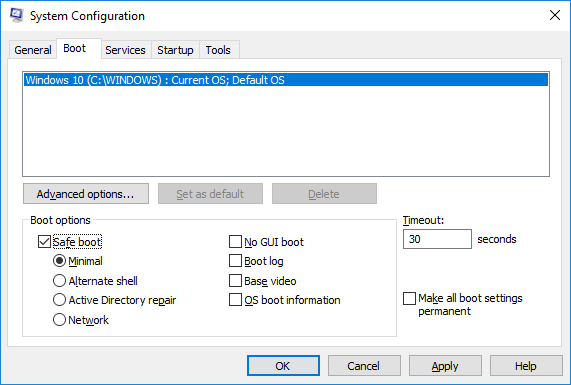 System Configuration
General Boot Services Startup Tools
Windows 10 (C:\WINDOWS) : Current OS; Default OS
Advanced options... Set as default Delete
Boot options
Timeout:
Safe boot No GUI boot
30 seconds
Minimal Boot log
Alternate shell Base video
Active Directory repair OS boot information
Make all boot settings
permanent
Network
OK Cancel Apply Help